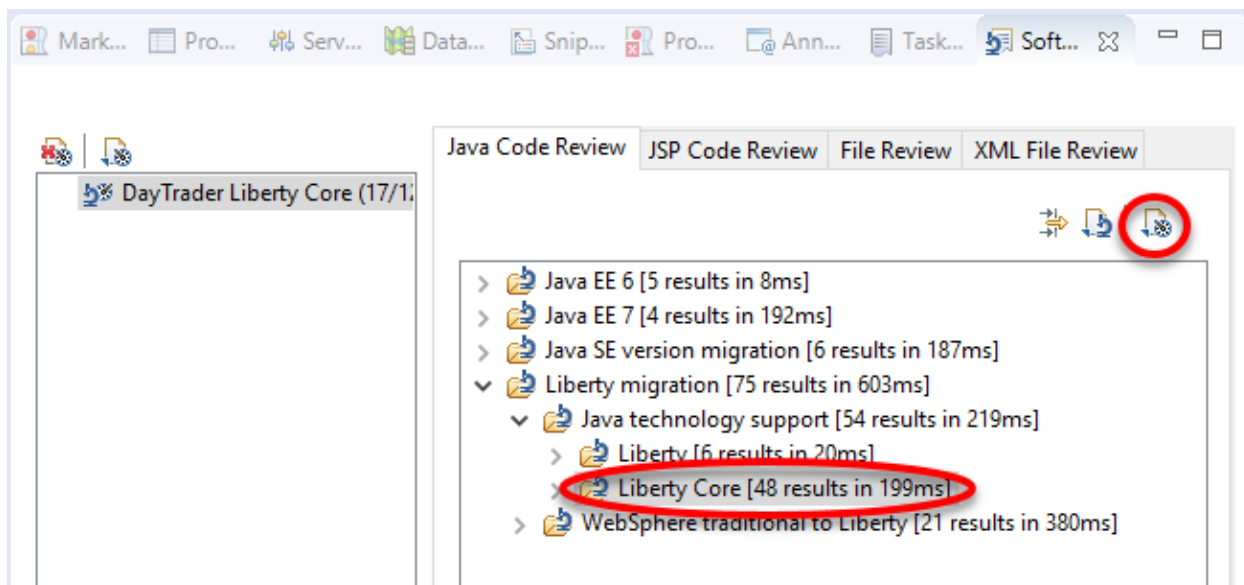 Mark... Pro... Serv... Data... Snip... Pro... Ann... Task... Soft...
Java Code Review JSP Code Review File Review XML File Review
DayTrader Liberty Core (17/12
Java EE 6 [5 results in 8ms]
Java EE 7 [4 results in 192ms]
Java SE version migration [6 results in 187ms]
Liberty migration [75 results in 603ms]
Java technology support [54 results in 219ms]
Liberty [6 results in 20ms]
Liberty Core [48 results in 199ms]
WebSphere traditional to Liberty [21 results in 380ms]